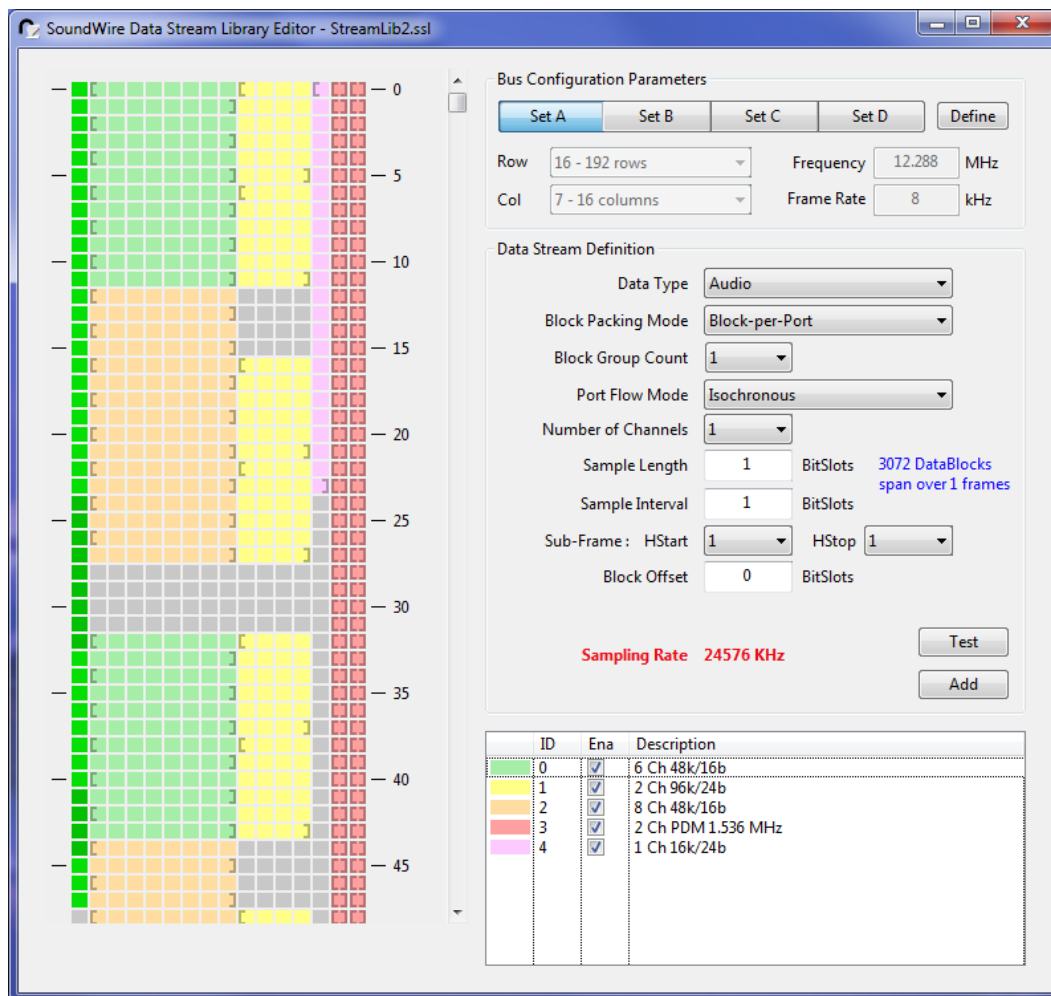 SoundWire Data Stream Library Editor - StreamLib2.ssl
0
5
10
15
20
25
30
35
40
45
Bus Configuration Parameters
Set A Set B Set C Set D Define
Row 16 - 192 rows Frequency 12.288 MHz
Col 7 - 16 columns Frame Rate 8 kHz
Data Stream Definition
Data Type Audio
Block Packing Mode Block-per-Port
Block Group Count 1
Port Flow Mode Isochronous
Number of Channels 1
Sample Length 1 BitSlots 3072 DataBlocks
span over 1 frames
Sample Interval 1 BitSlots
Sub-Frame : HStart 1 HStop 1
Block Offset 0 BitSlots
Test
Sampling Rate 24576 KHz
Add
ID Ena Description
0 6 Ch 48k/16b
1 2 Ch 96k/24b
2 8 Ch 48k/16b
3 2 Ch PDM 1.536 MHz
4 1 Ch 16k/24b